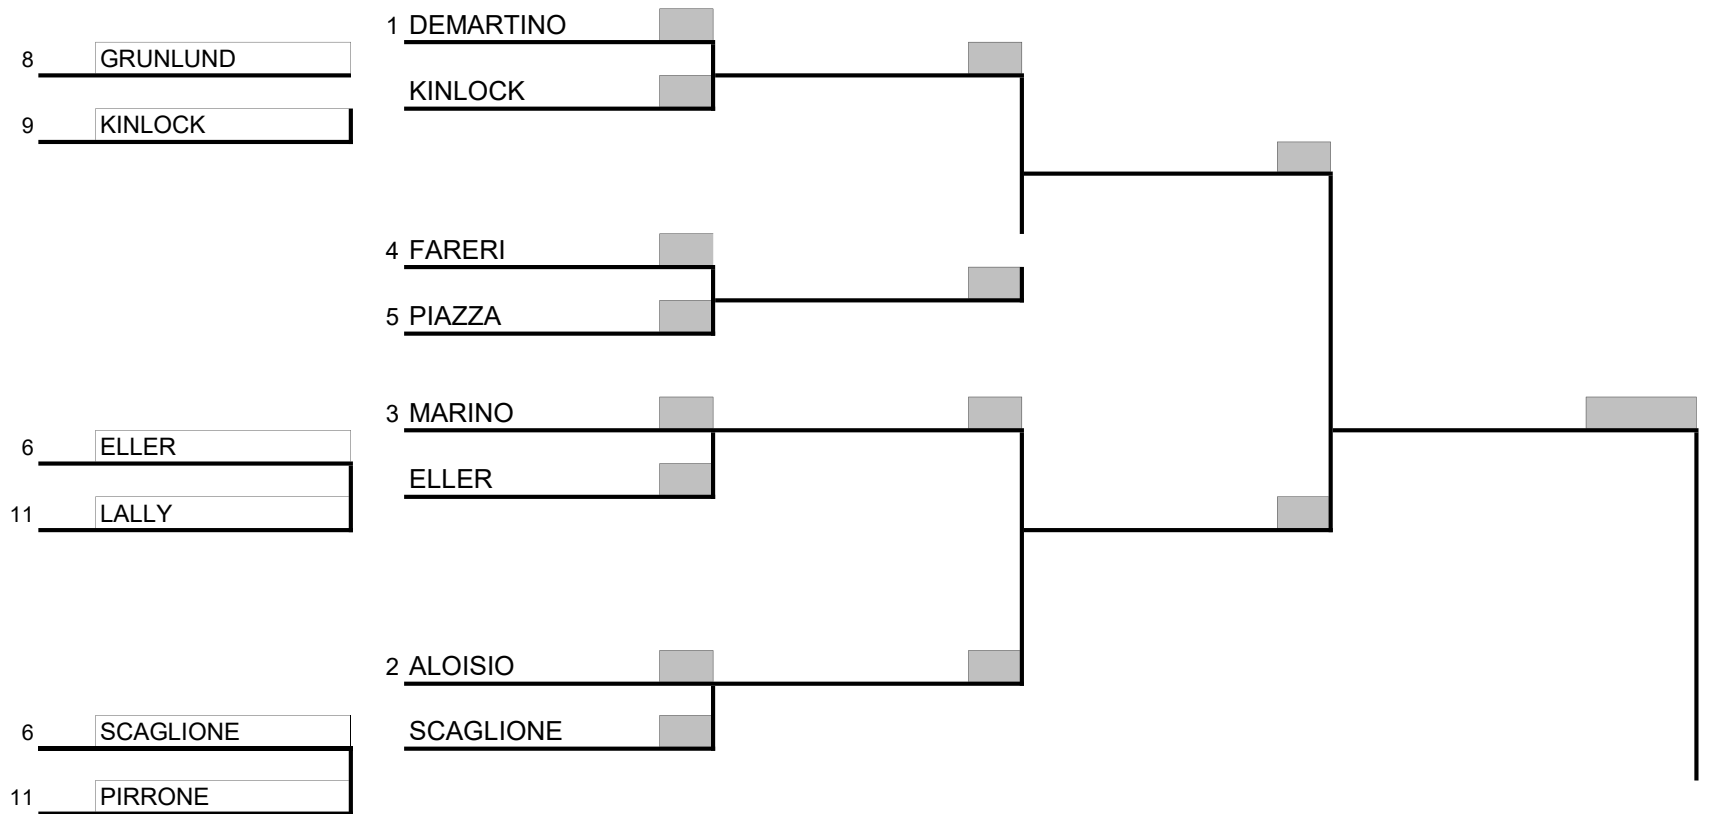 1 DEMARTINO
8 GRUNLUND
KINLOCK
9 KINLOCK
4 FARERI
5 PIAZZA
3 MARINO
6 ELLER
ELLER
11 LALLY
2 ALOISIO
6 SCAGLIONE
SCAGLIONE
11 PIRRONE